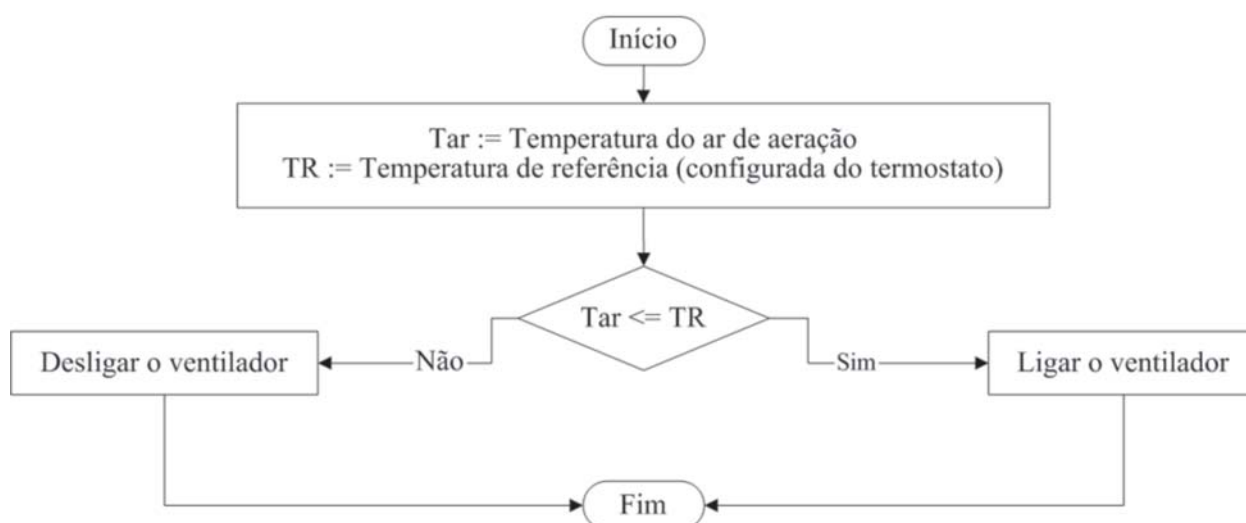 Início
Tar := Temperatura do ar de aeração
TR := Temperatura de referência (configurada do termostato)
Tar <= TR
Desligar o ventilador
Não
Sim
Ligar o ventilador
Fim